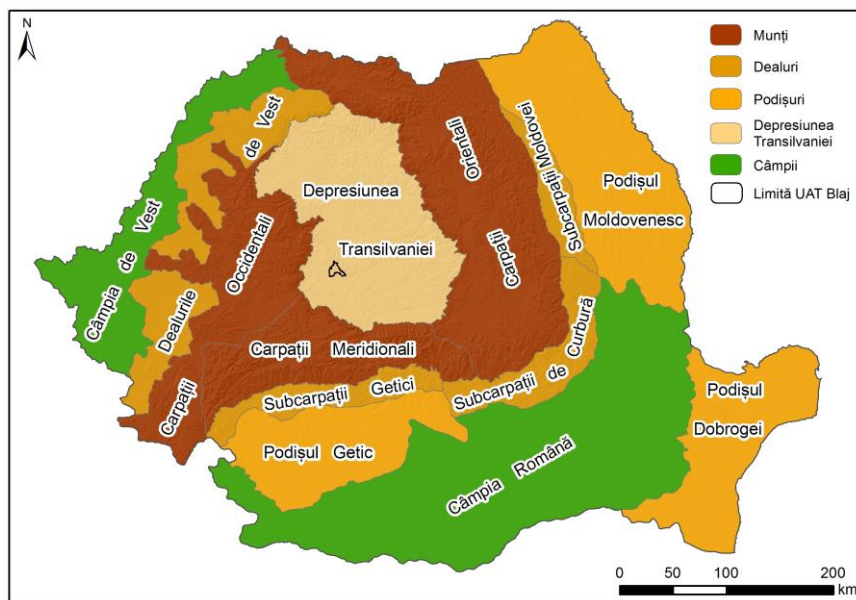 N
Munți
Dealuri
Podișuri
Depresiunea
Transilvaniei
Câmpii
Limită UAT Blaj
Câmpia de Vest
Dealurile de Vest
Carpații Occidentali
Depresiunea
Transilvaniei
Carpații Orientali
Subcarpații Moldovei
Podișul
Moldovenesc
Carpații Meridionali
Subcarpații Getici
Subcarpații de Curbură
Podișul Getic
Câmpia Română
Podișul
Dobrogei
0 50 100 200
km